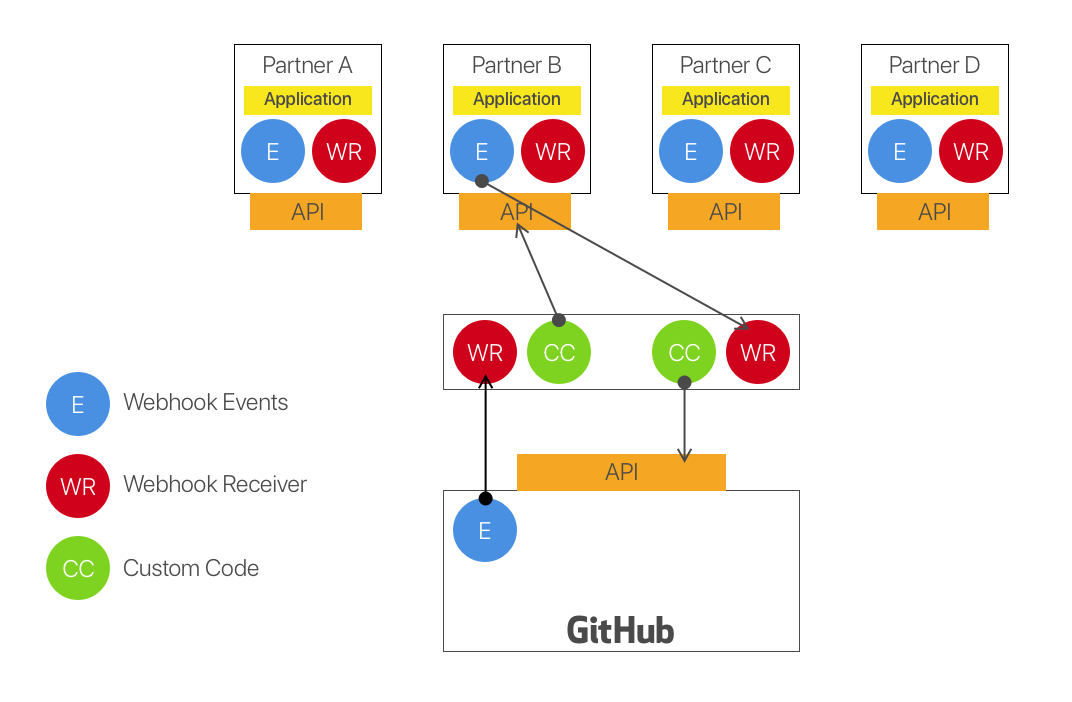 Partner A
Partner B
Partner C
Partner D
Application
Application
Application
Application
E
WR
E
WR
E
WR
E
WR
API
API
API
API
WR
CC
CC
WR
E
Webhook Events
WR
Webhook Receiver
CC
Custom Code
API
E
GitHub